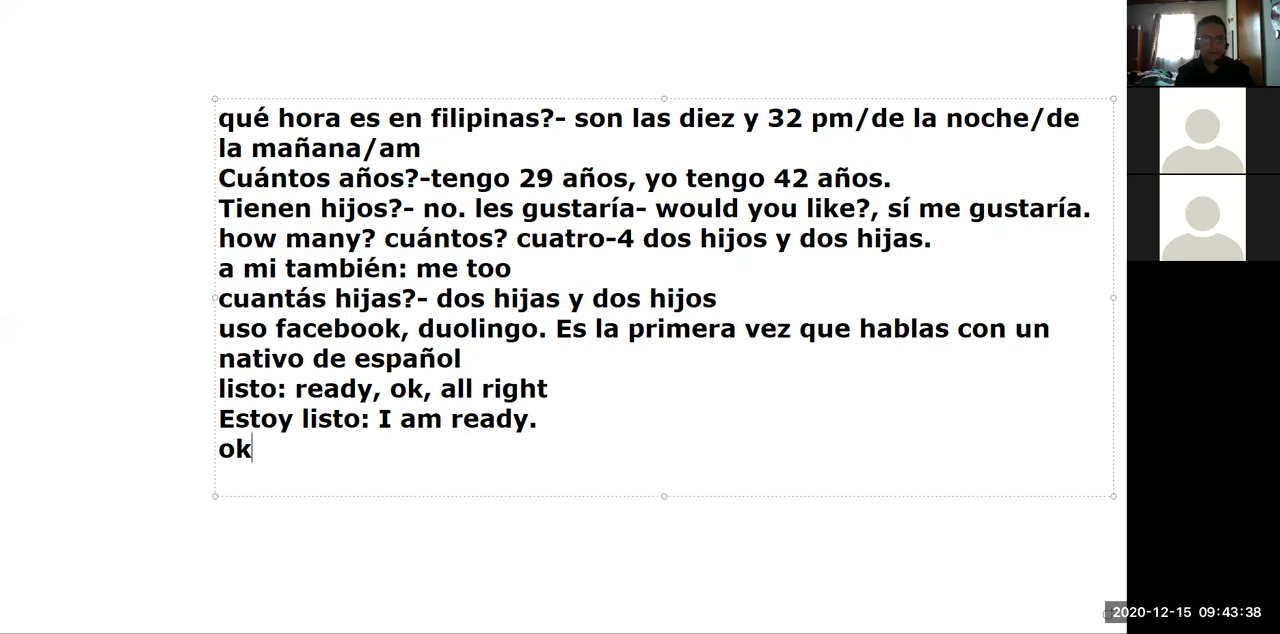 qué hora es en filipinas?- son las diez y 32 pm/de la noche/de
la mañana/am
Cuántos años?-tengo 29 años, yo tengo 42 años.
Tienen hijos?- no. les gustaría- would you like?, sí me gustaría.
how many? cuántos? cuatro-4 dos hijos y dos hijas.
a mi también: me too
cuantás hijas?- dos hijas y dos hijos
uso facebook, duolingo. Es la primera vez que hablas con un
nativo de español
listo: ready, ok, all right
Estoy listo: I am ready.
ok
2020-12-15 09:43:38